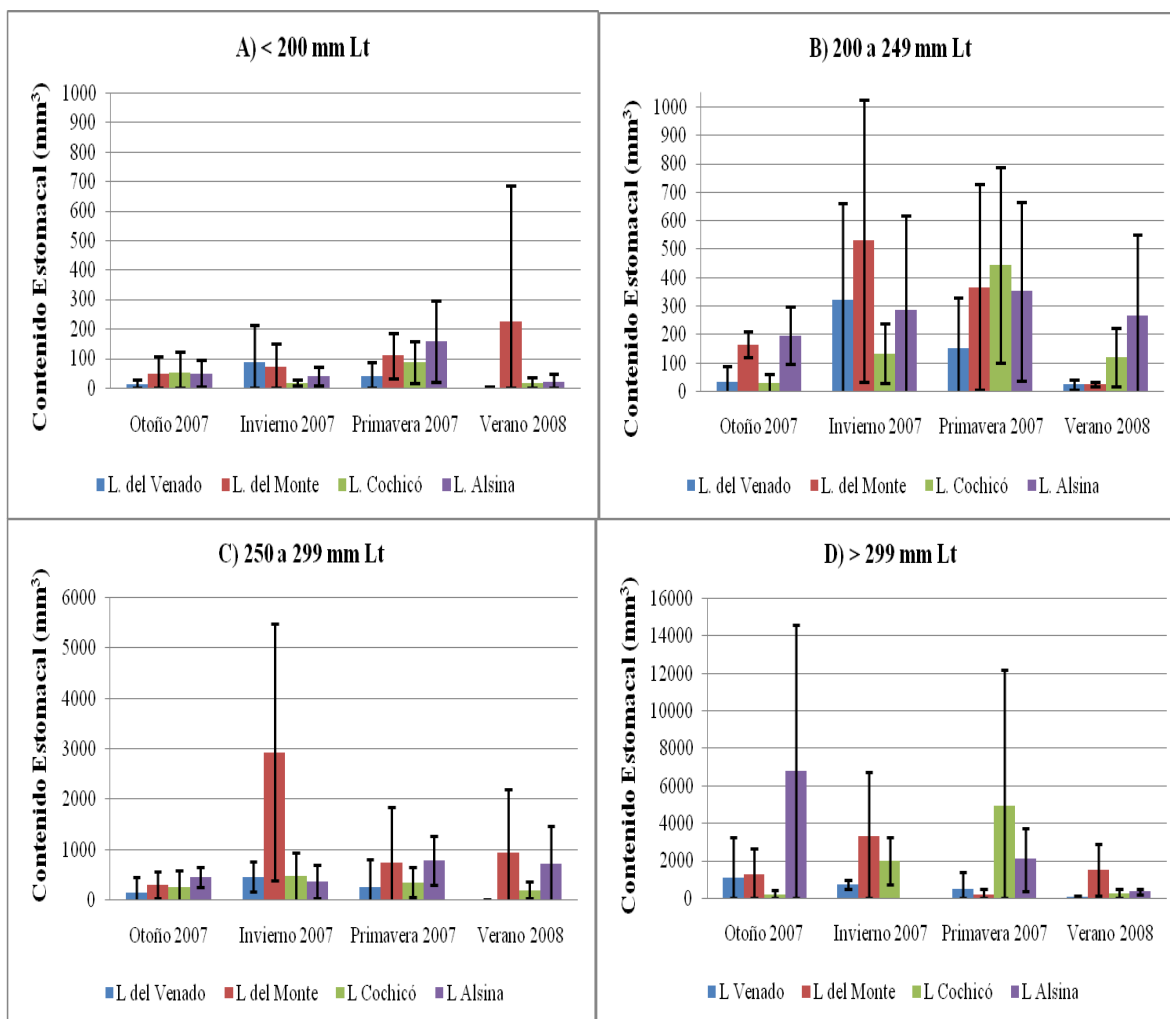 A) < 200 mm Lt
Contenido Estomacal (mm³)
1000
900
800
700
600
500
400
300
200
100
0
Otoño 2007 Invierno 2007 Primavera 2007 Verano 2008
L. del Venado L. del Monte L. Cochicó L. Alsina
B) 200 a 249 mm Lt
Contenido Estomacal (mm³)
1000
900
800
700
600
500
400
300
200
100
0
Otoño 2007 Invierno 2007 Primavera 2007 Verano 2008
L. del Venado L. del Monte L. Cochicó L. Alsina
C) 250 a 299 mm Lt
Contenido Estomacal (mm³)
6000
5000
4000
3000
2000
1000
0
Otoño 2007 Invierno 2007 Primavera 2007 Verano 2008
L del Venado L del Monte L Cochicó L Alsina
D) > 299 mm Lt
Contenido Estomacal (mm³)
16000
14000
12000
10000
8000
6000
4000
2000
0
Otoño 2007 Invierno 2007 Primavera 2007 Verano 2008
L Venado L del Monte L Cochicó L Alsina